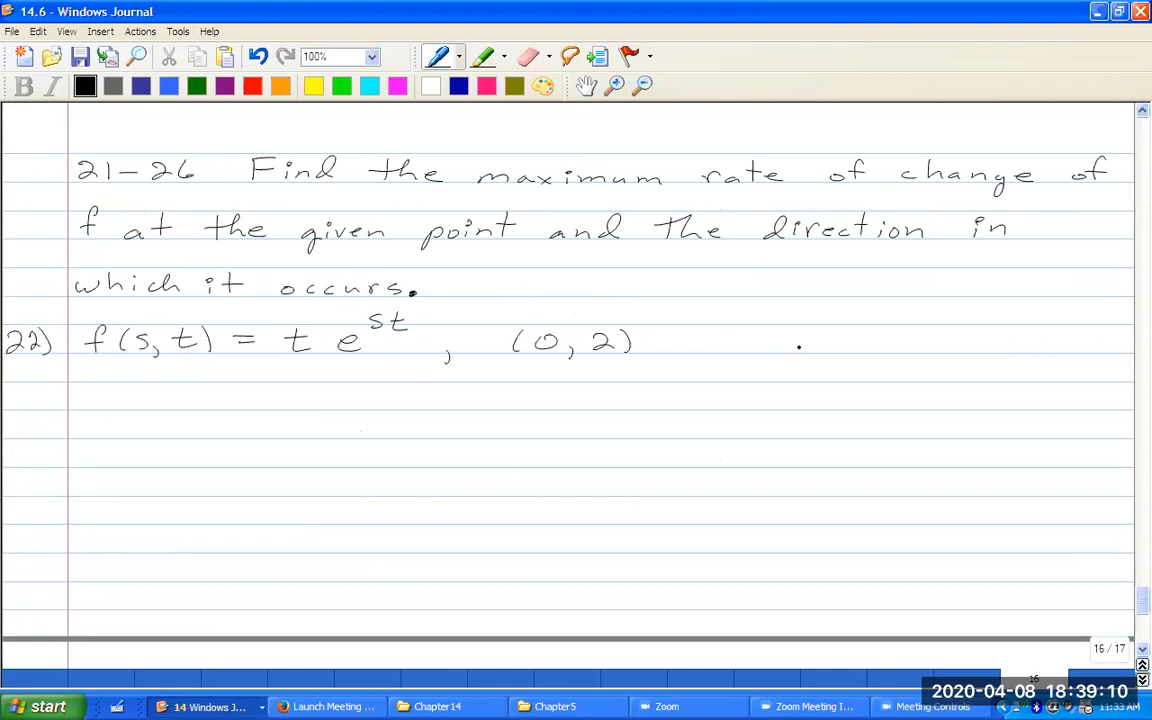 14.6 - Windows Journal
File Edit View Insert Actions Tools Help
100%
B I
21-26 Find the maximum rate of change of
f at the given point and the direction in
which it occurs.
22) f(s,t) = t e^st , (0, 2)
16 / 17
16
2020-04-08 18:39:10
start
14 Windows J...
Launch Meeting ...
Chapter14
Chapter5
Zoom
Zoom Meeting I...
Meeting Controls
11:33 AM